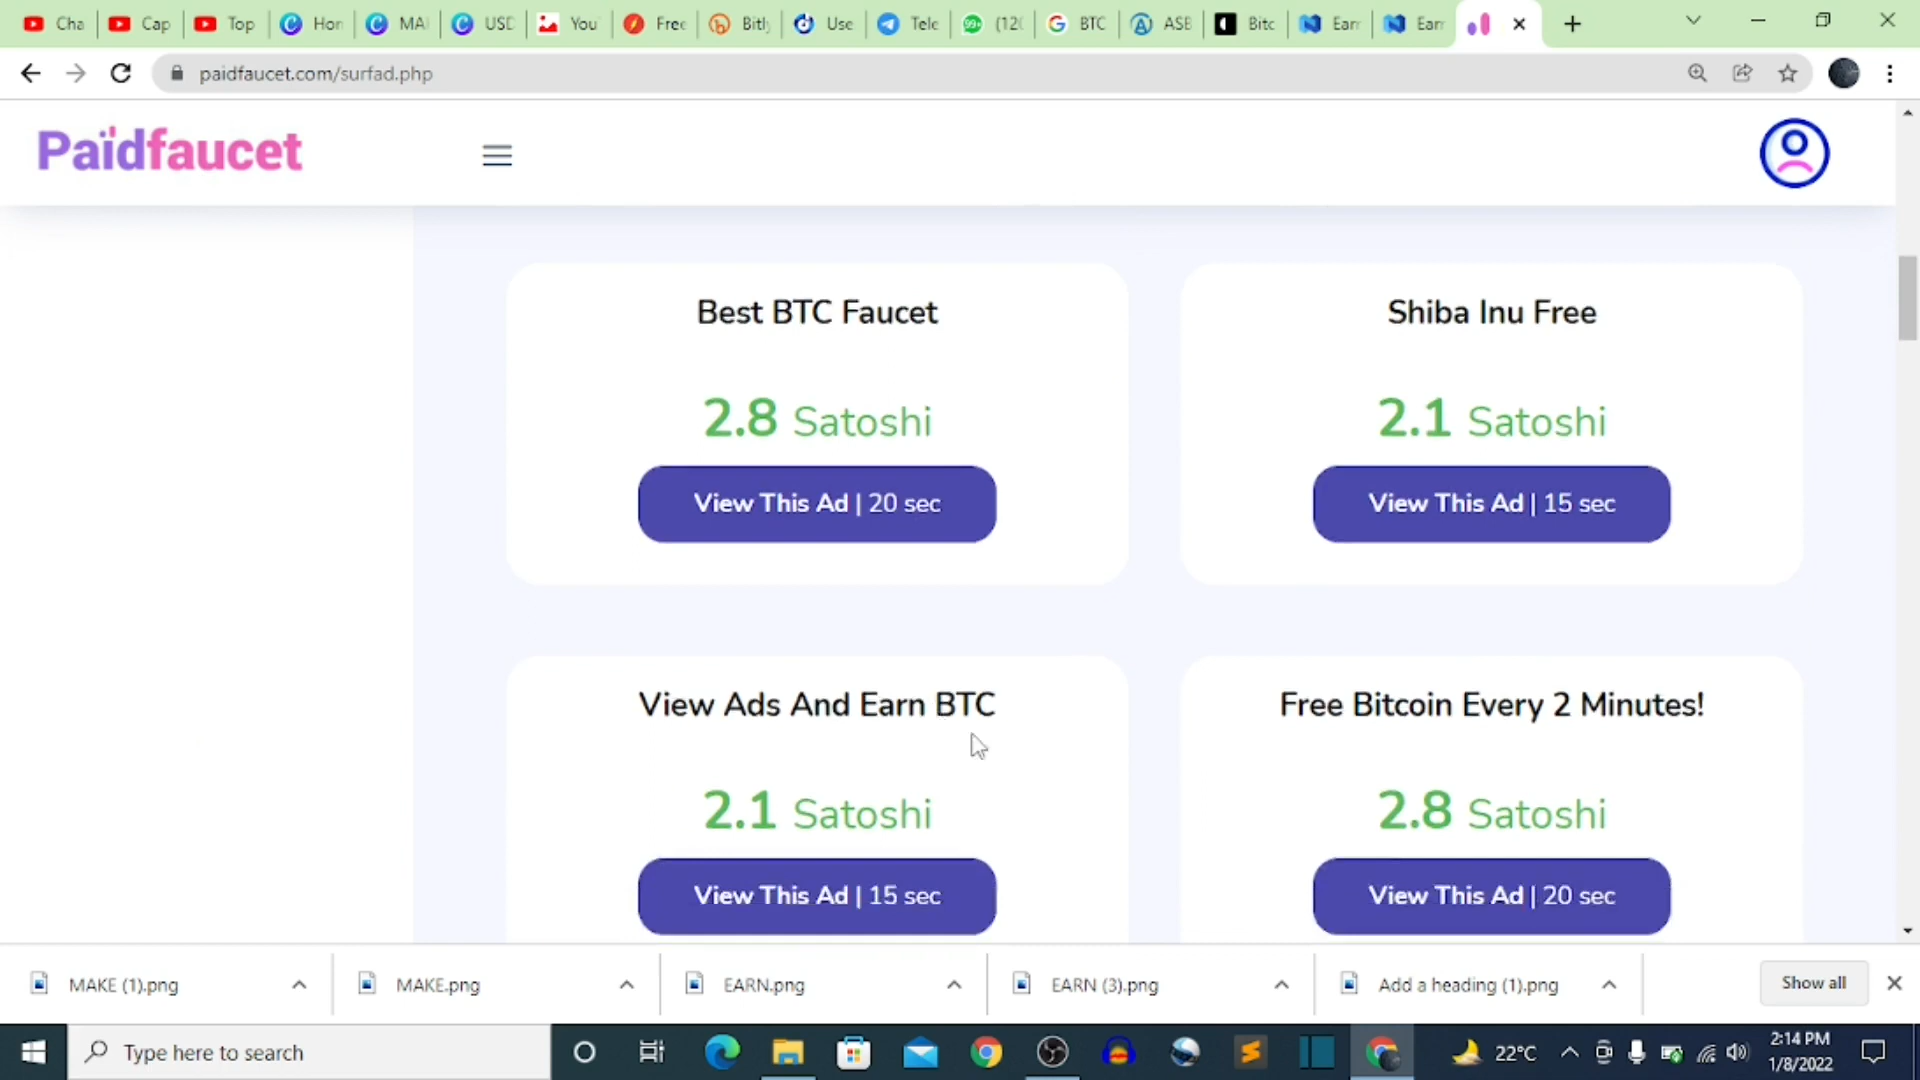 Cha
Cap
Top
Hor
MA
USD
You
Free
Bitly
Use
Tele
99+
(120
BTC
ASB
Bitc
Earn
Earn
paidfaucet.com/surfad.php
Paidfaucet
Best BTC Faucet
2.8 Satoshi
View This Ad | 20 sec
Shiba Inu Free
2.1 Satoshi
View This Ad | 15 sec
View Ads And Earn BTC
2.1 Satoshi
View This Ad | 15 sec
Free Bitcoin Every 2 Minutes!
2.8 Satoshi
View This Ad | 20 sec
MAKE (1).png
MAKE.png
EARN.png
EARN (3).png
Add a heading (1).png
Show all
Type here to search
22°C
2:14 PM
1/8/2022